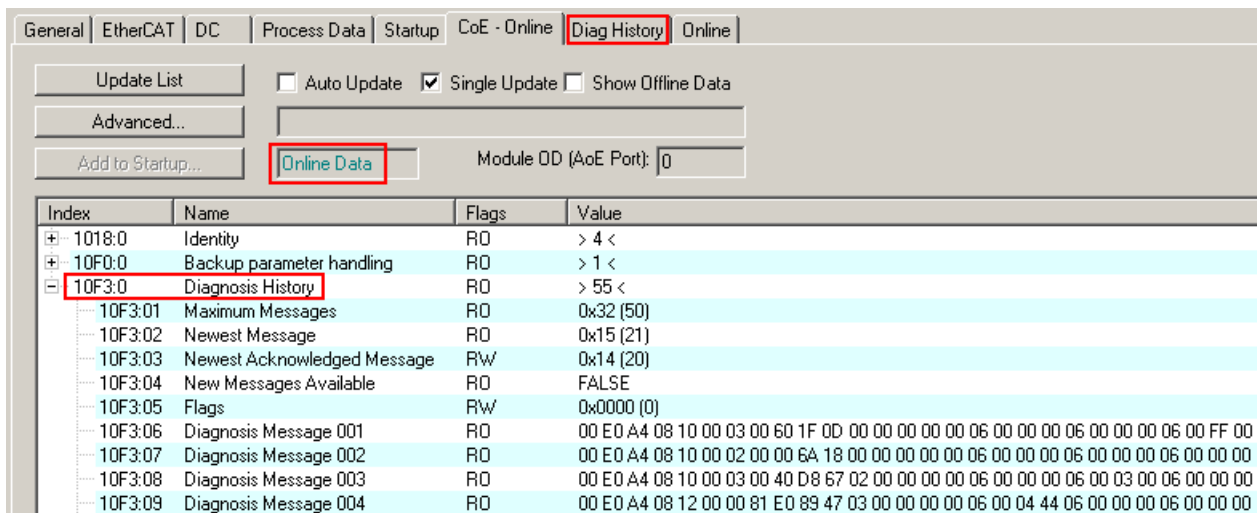 General EtherCAT DC Process Data Startup CoE - Online Diag History Online
Update List Auto Update Single Update Show Offline Data
Advanced...
Add to Startup... Online Data Module OD (AoE Port): 0
Index Name Flags Value
1018:0 Identity RO > 4 <
10F0:0 Backup parameter handling RO > 1 <
10F3:0 Diagnosis History RO > 55 <
10F3:01 Maximum Messages RO 0x32 (50)
10F3:02 Newest Message RO 0x15 (21)
10F3:03 Newest Acknowledged Message RW 0x14 (20)
10F3:04 New Messages Available RO FALSE
10F3:05 Flags RW 0x0000 (0)
10F3:06 Diagnosis Message 001 RO 00 E0 A4 08 10 00 03 00 60 1F 0D 00 00 00 00 00 06 00 00 00 06 00 00 00 06 00 FF 00
10F3:07 Diagnosis Message 002 RO 00 E0 A4 08 10 00 02 00 00 6A 18 00 00 00 00 00 06 00 00 00 06 00 00 00 06 00 00 00
10F3:08 Diagnosis Message 003 RO 00 E0 A4 08 10 00 03 00 40 D8 67 02 00 00 00 00 06 00 00 00 06 00 03 00 06 00 00 00
10F3:09 Diagnosis Message 004 RO 00 E0 A4 08 12 00 00 81 E0 89 47 03 00 00 00 00 06 00 04 44 06 00 00 00 06 00 00 00